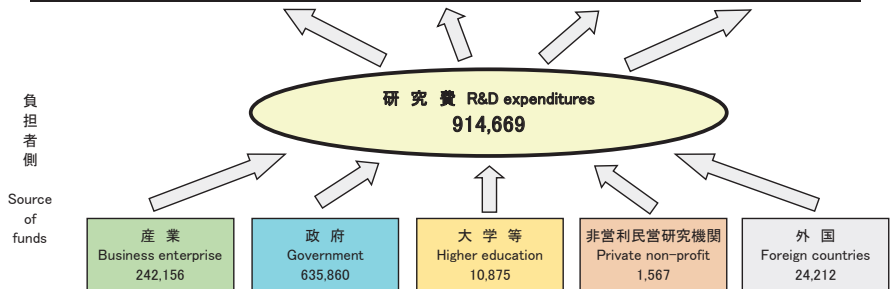 研究費 R&D expenditures
914,669
負担者側
Source
of
funds
産業
Business enterprise
242,156
政府
Government
635,860
大学等
Higher education
10,875
非営利民営研究機関
Private non-profit
1,567
外国
Foreign countries
24,212